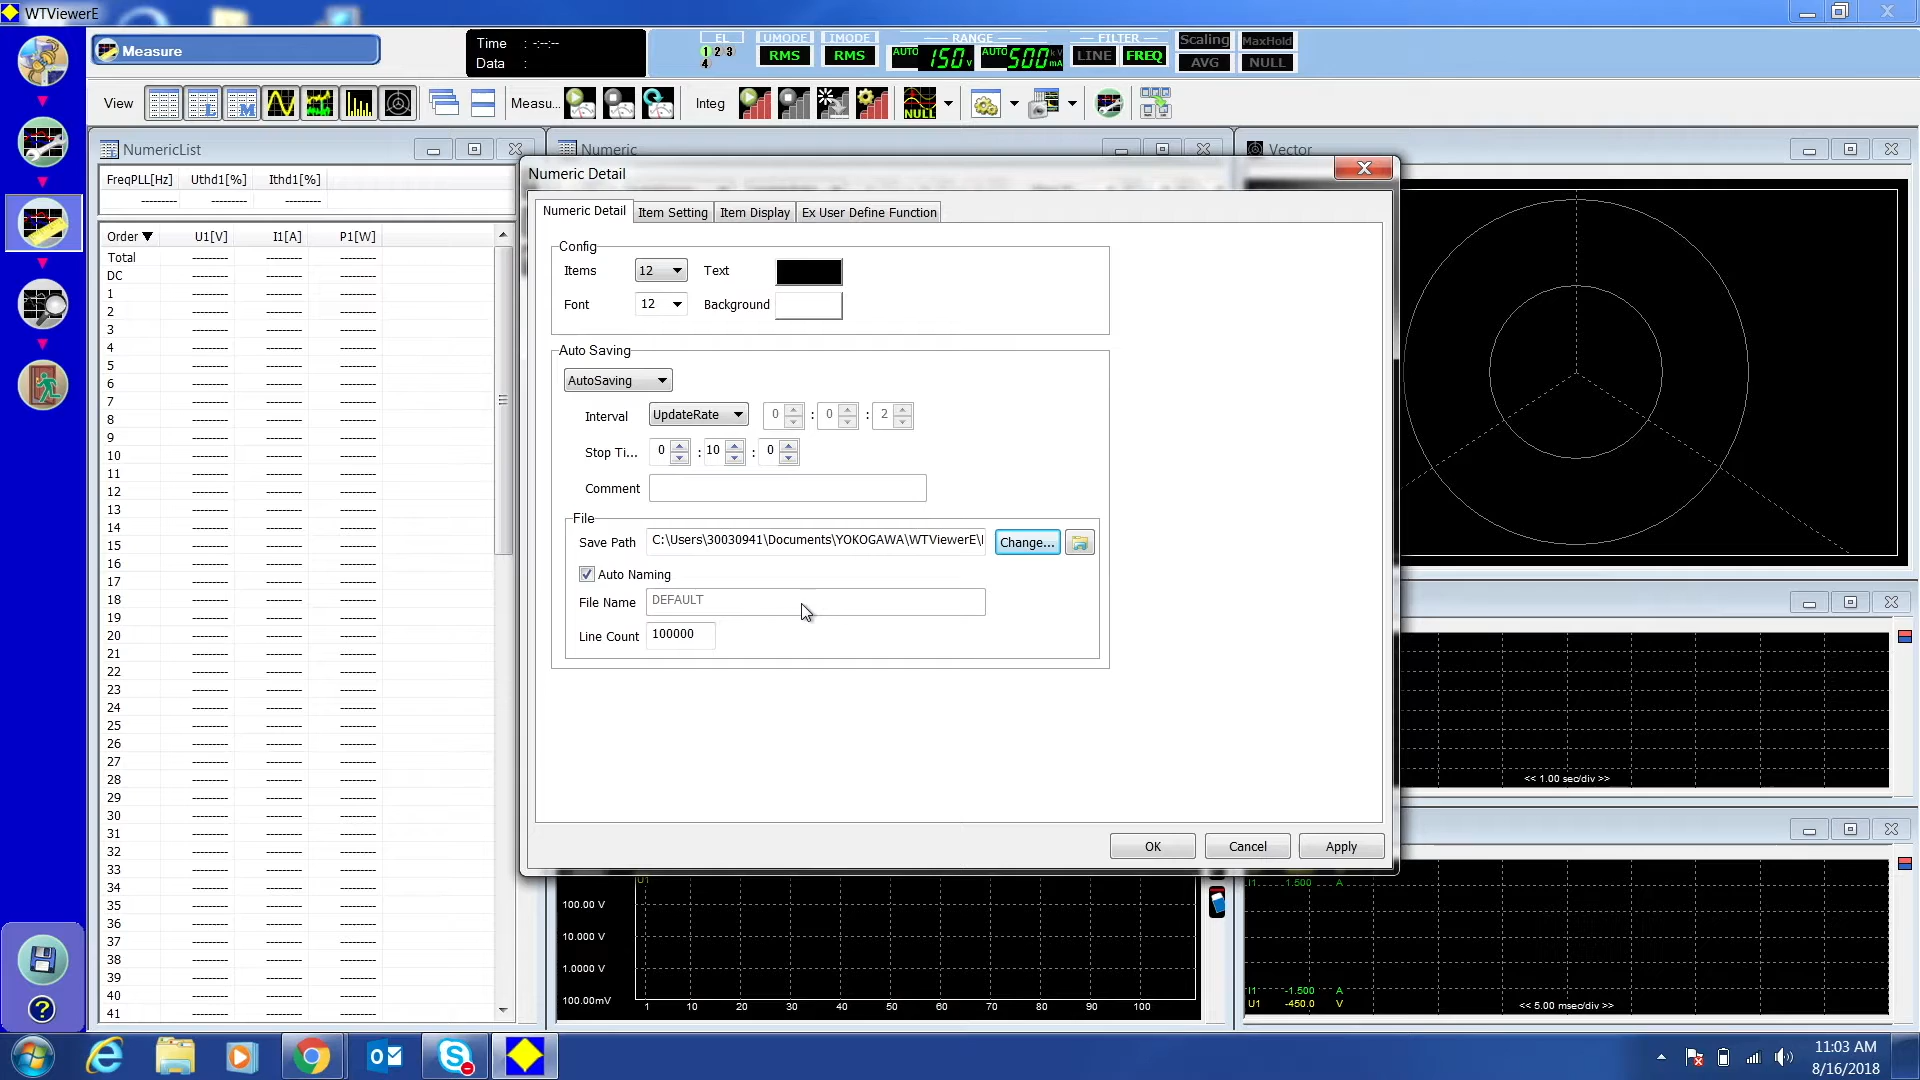 WTViewerE
Measure
Time : -:--:--
Data :
EL
1 2 3
4
UMODE
RMS
IMODE
RMS
RANGE
AUTO 150 V
AUTO 500 mA
FILTER
LINE FREQ
Scaling
AVG
MaxHold
NULL
View
Measu...
Integ
NULL
NumericList
Numeric
Vector
FreqPLL[Hz] Uthd1[%] Ithd1[%]
--------- --------- ---------
Order U1[V] I1[A] P1[W]
Total --------- --------- ---------
DC --------- --------- ---------
1 --------- --------- ---------
2 --------- --------- ---------
3 --------- --------- ---------
4 --------- --------- ---------
5 --------- --------- ---------
6 --------- --------- ---------
7 --------- --------- ---------
8 --------- --------- ---------
9 --------- --------- ---------
10 --------- --------- ---------
11 --------- --------- ---------
12 --------- --------- ---------
13 --------- --------- ---------
14 --------- --------- ---------
15 --------- --------- ---------
16 --------- --------- ---------
17 --------- --------- ---------
18 --------- --------- ---------
19 --------- --------- ---------
20 --------- --------- ---------
21 --------- --------- ---------
22 --------- --------- ---------
23 --------- --------- ---------
24 --------- --------- ---------
25 --------- --------- ---------
26 --------- --------- ---------
27 --------- --------- ---------
28 --------- --------- ---------
29 --------- --------- ---------
30 --------- --------- ---------
31 --------- --------- ---------
32 --------- --------- ---------
33 --------- --------- ---------
34 --------- --------- ---------
35 --------- --------- ---------
36 --------- --------- ---------
37 --------- --------- ---------
38 --------- --------- ---------
39 --------- --------- ---------
40 --------- --------- ---------
41 --------- --------- ---------
Numeric Detail
Numeric Detail Item Setting Item Display Ex User Define Function
Config
Items 12 Text
Font 12 Background
Auto Saving
AutoSaving
Interval UpdateRate 0 : 0 : 2
Stop Ti... 0 : 10 : 0
Comment
File
Save Path C:\Users\30030941\Documents\YOKOGAWA\WTViewerE\ Change...
Auto Naming
File Name DEFAULT
Line Count 100000
OK Cancel Apply
<< 1.00 sec/div >>
U1
100.00 V
10.000 V
1.0000 V
100.00mV
1 10 20 30 40 50 60 70 80 90 100
I1 1.500 A
I1 -1.500 A
U1 -450.0 V
<< 5.00 msec/div >>
11:03 AM
8/16/2018